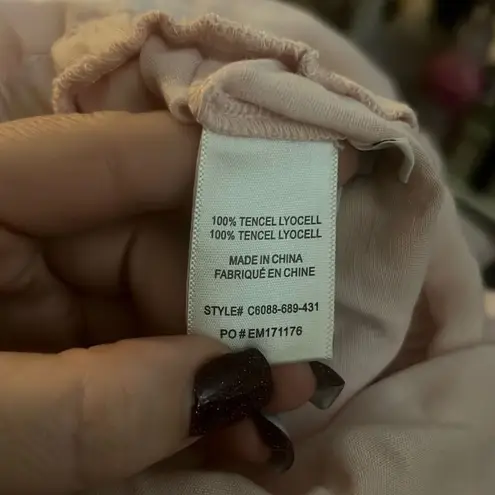 100% TENCEL LYOCELL
100% TENCEL LYOCELL
MADE IN CHINA
FABRIQUÉ EN CHINE
STYLE# C6088-689-431
PO # EM171176